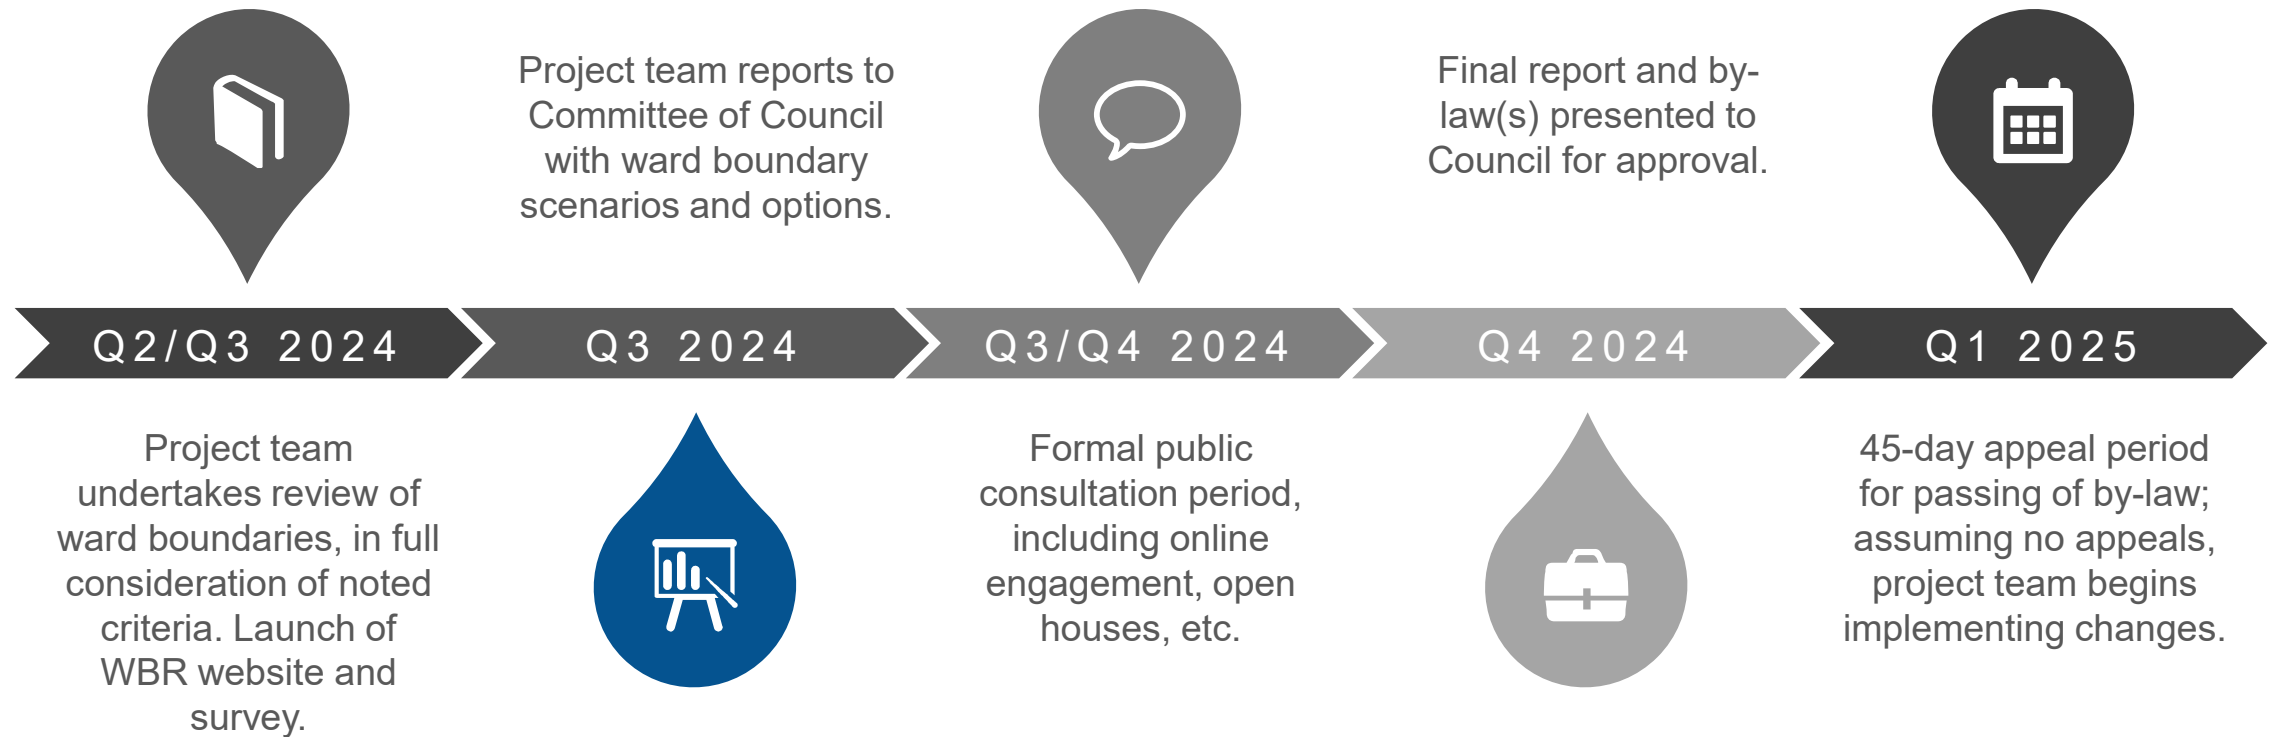 Q2/Q3 2024
Project team
undertakes review of
ward boundaries, in full
consideration of noted
criteria. Launch of
WBR website and
survey.
Project team reports to
Committee of Council
with ward boundary
scenarios and options.
Q3 2024
Q3/Q4 2024
Formal public
consultation period,
including online
engagement, open
houses, etc.
Final report and by-
law(s) presented to
Council for approval.
Q4 2024
Q1 2025
45-day appeal period
for passing of by-law;
assuming no appeals,
project team begins
implementing changes.